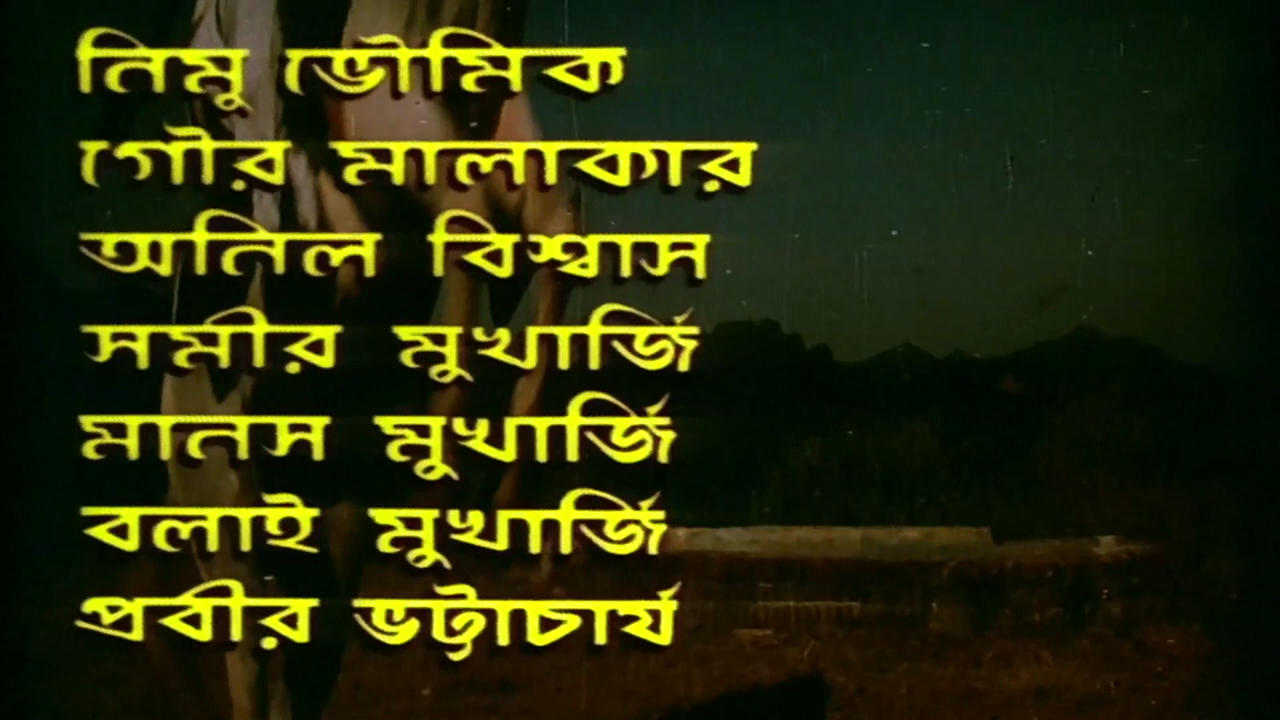 নিমু ভৌমিক
গৌর মালাকার
অনিল বিশ্বাস
সমীর মুখার্জি
মানস মুখার্জি
বলাই মুখার্জি
প্রবীর ভট্টাচার্য